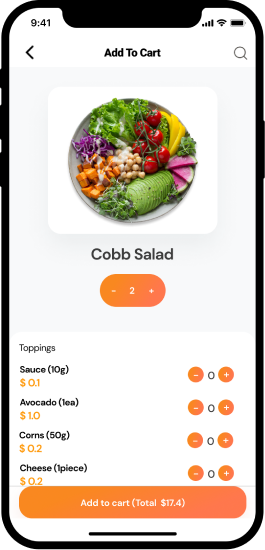 9:41
Add To Cart
Cobb Salad
- 2 +
Toppings
Sauce (10g)
$ 0.1
- 0 +
Avocado (1ea)
$ 1.0
- 0 +
Corns (50g)
$ 0.2
- 0 +
Cheese (1piece)
$ 0.2
- 0 +
Add to cart (Total $17.4)